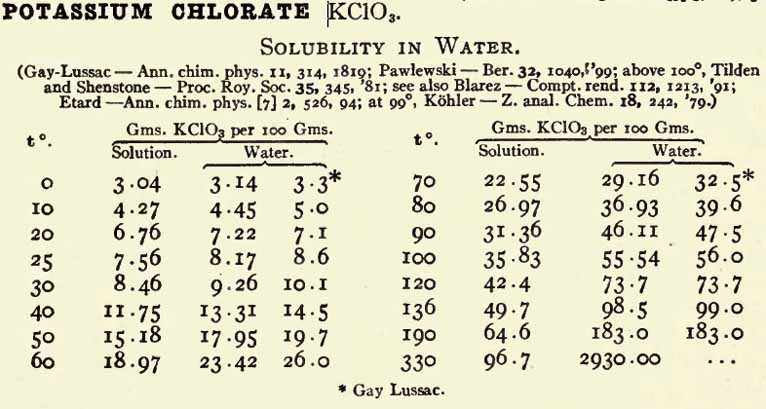 POTASSIUM CHLORATE KClO3.
SOLUBILITY IN WATER.
(Gay-Lussac — Ann. chim. phys. 11, 314, 1819; Pawlewski — Ber. 32, 1040,['99; above 100°, Tilden
and Shenstone — Proc. Roy. Soc. 35, 345, '81; see also Blarez — Compt. rend. 112, 1213, '91;
Etard —Ann. chim. phys. [7] 2, 526, 94; at 99°, Köhler — Z. anal. Chem. 18, 242, '79.)
t°. Gms. KClO3 per 100 Gms. t°. Gms. KClO3 per 100 Gms.
Solution. Water. Solution. Water.
0 3.04 3.14 3.3* 70 22.55 29.16 32.5*
10 4.27 4.45 5.0 80 26.97 36.93 39.6
20 6.76 7.22 7.1 90 31.36 46.11 47.5
25 7.56 8.17 8.6 100 35.83 55.54 56.0
30 8.46 9.26 10.1 120 42.4 73.7 73.7
40 11.75 13.31 14.5 136 49.7 98.5 99.0
50 15.18 17.95 19.7 190 64.6 183.0 183.0
60 18.97 23.42 26.0 330 96.7 2930.00 ...
* Gay Lussac.